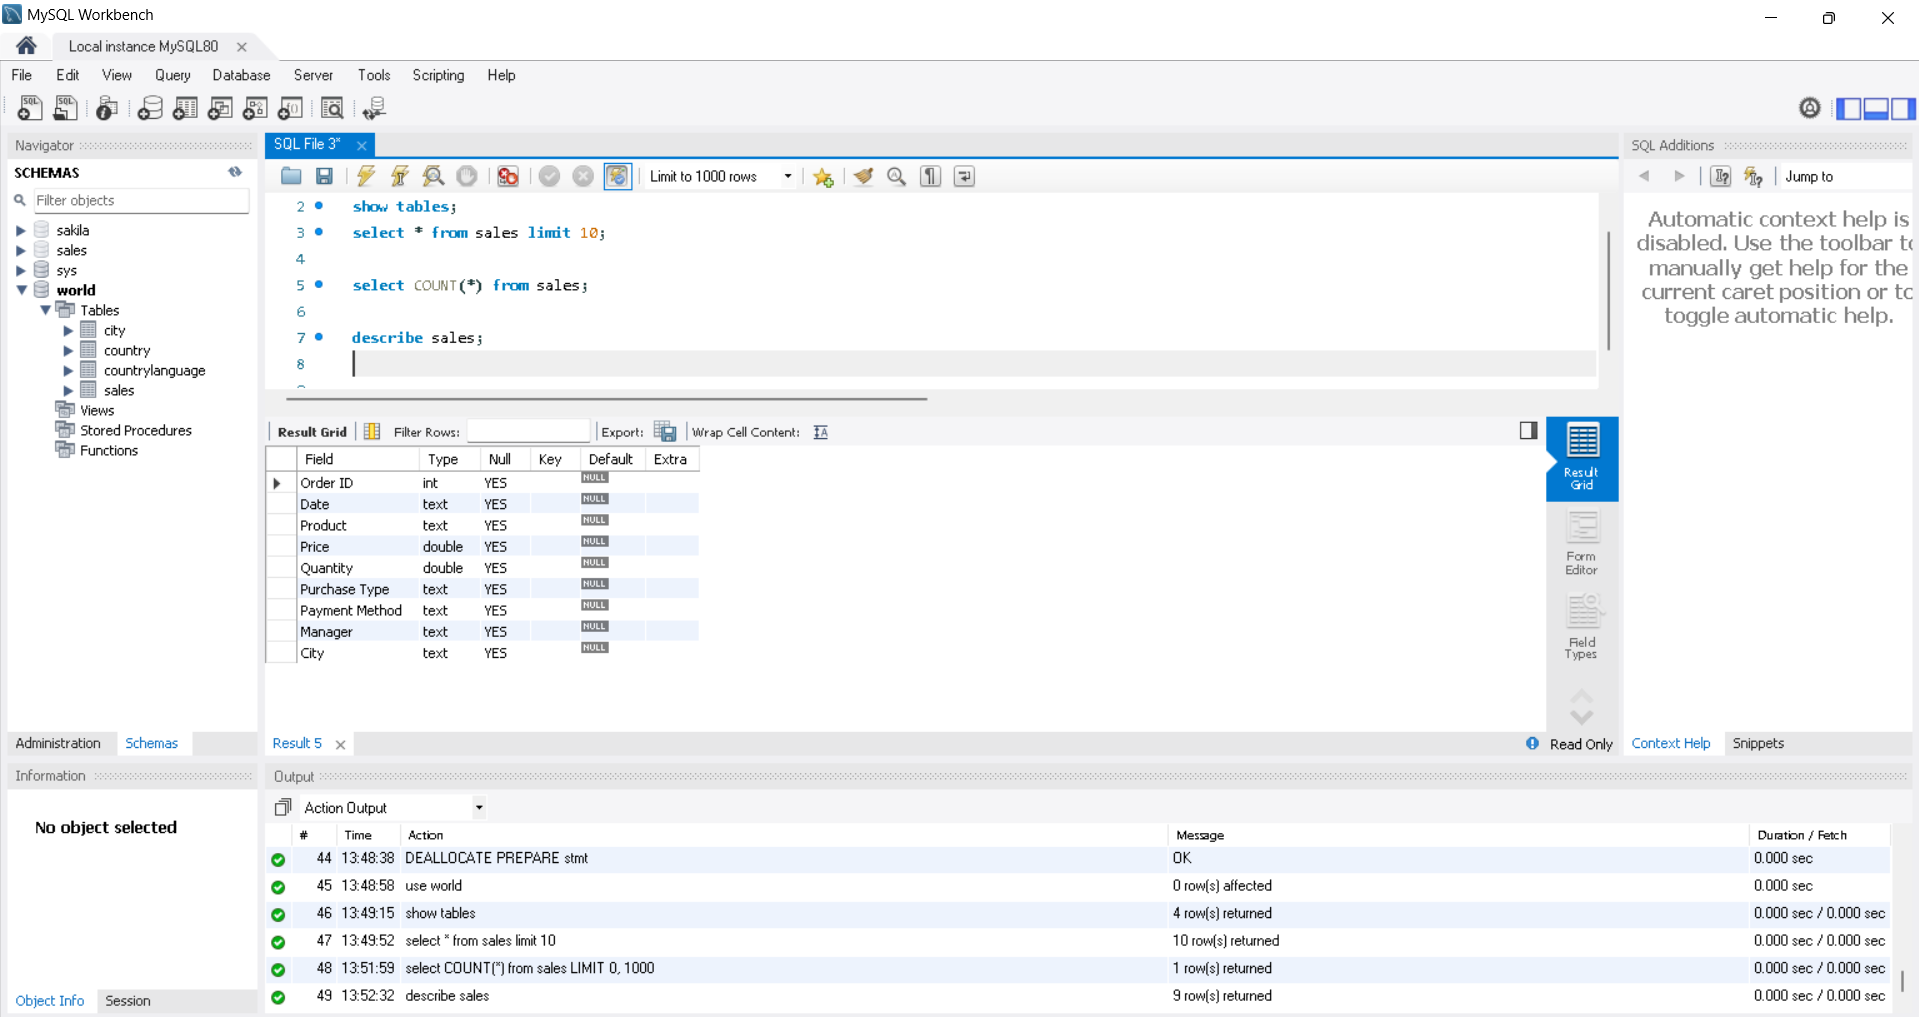 MySQL Workbench
Local instance MySQL80
File Edit View Query Database Server Tools Scripting Help
Navigator
SCHEMAS
Filter objects
sakila
sales
sys
world
Tables
city
country
countrylanguage
sales
Views
Stored Procedures
Functions
Administration Schemas
Information
No object selected
Object Info Session
SQL File 3*
Limit to 1000 rows
2 show tables;
3 select * from sales limit 10;
4
5 select COUNT(*) from sales;
6
7 describe sales;
8
Result Grid Filter Rows: Export: Wrap Cell Content:
Field Type Null Key Default Extra
Order ID int YES NULL
Date text YES NULL
Product text YES NULL
Price double YES NULL
Quantity double YES NULL
Purchase Type text YES NULL
Payment Method text YES NULL
Manager text YES NULL
City text YES NULL
Result
Grid
Form
Editor
Field
Types
Result 5
Read Only
SQL Additions
Jump to
Automatic context help is
disabled. Use the toolbar to
manually get help for the
current caret position or to
toggle automatic help.
Context Help Snippets
Output
Action Output
# Time Action Message Duration / Fetch
44 13:48:38 DEALLOCATE PREPARE stmt OK 0.000 sec
45 13:48:58 use world 0 row(s) affected 0.000 sec
46 13:49:15 show tables 4 row(s) returned 0.000 sec / 0.000 sec
47 13:49:52 select * from sales limit 10 10 row(s) returned 0.000 sec / 0.000 sec
48 13:51:59 select COUNT(*) from sales LIMIT 0, 1000 1 row(s) returned 0.000 sec / 0.000 sec
49 13:52:32 describe sales 9 row(s) returned 0.000 sec / 0.000 sec